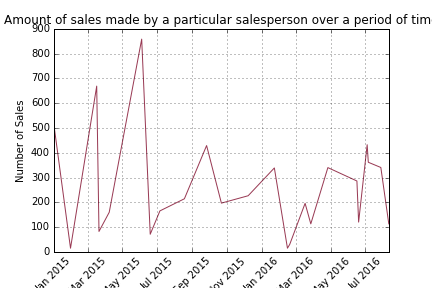 Amount of sales made by a particular salesperson over a period of tim
900
800
700
600
500
400
300
200
100
0
Number of Sales
an 2015
Mar 2015
May 2015
Jul 2015
Sep 2015
Nov 2015
Jan 2016
Mar 2016
May 2016
Jul 2016